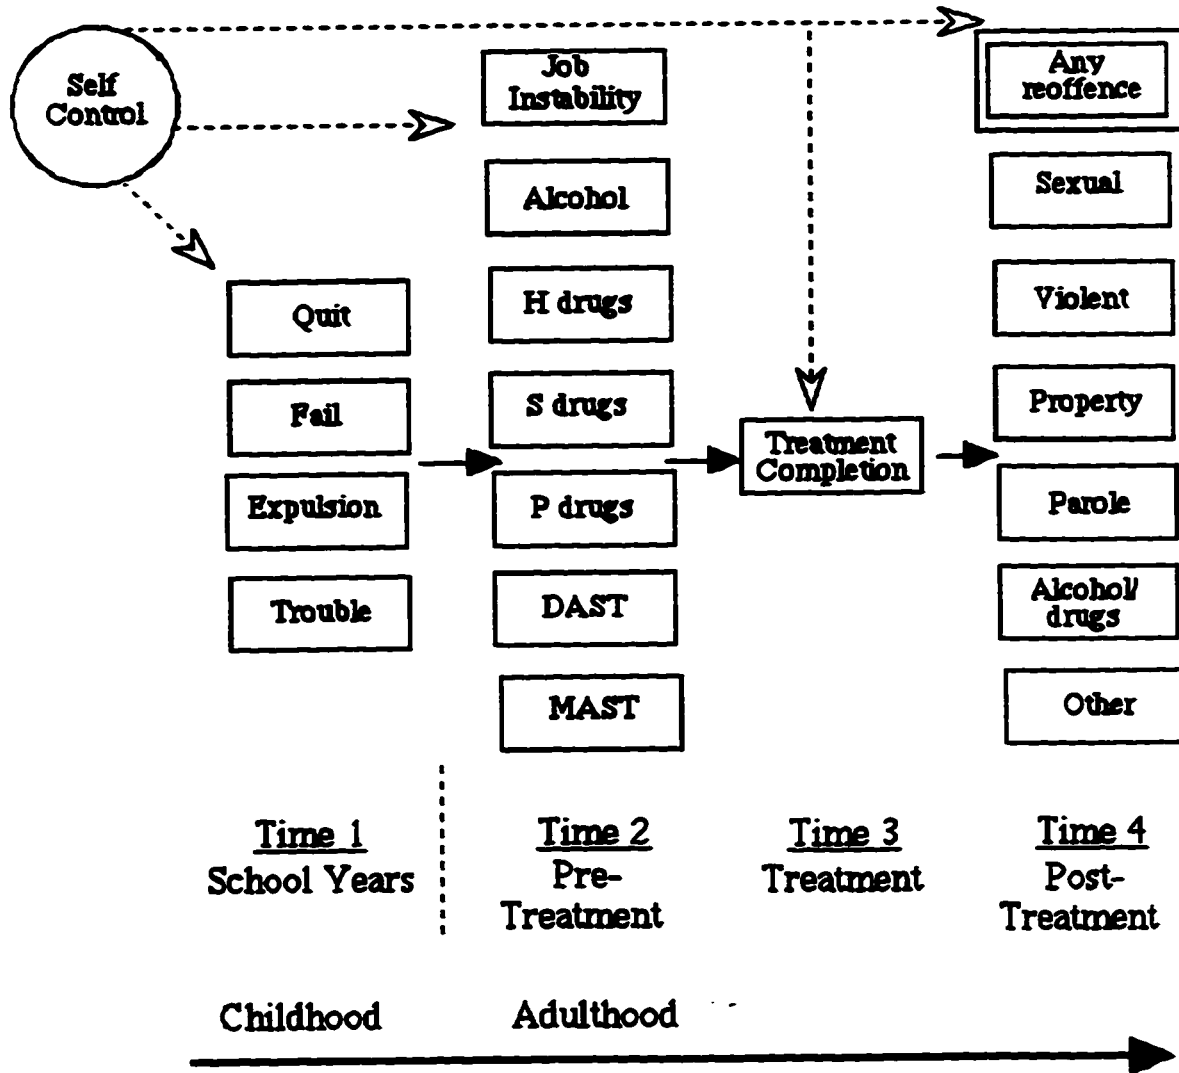 Self
Control
Job
Instability
Any
reoffence
Alcohol
Sexual
Quit
H drugs
Violent
Fail
S drugs
Treatment
Completion
Property
Expulsion
P drugs
Parole
Trouble
DAST
Alcohol/
drugs
MAST
Other
Time 1
School Years
Time 2
Pre-
Treatment
Time 3
Treatment
Time 4
Post-
Treatment
Childhood
Adulthood